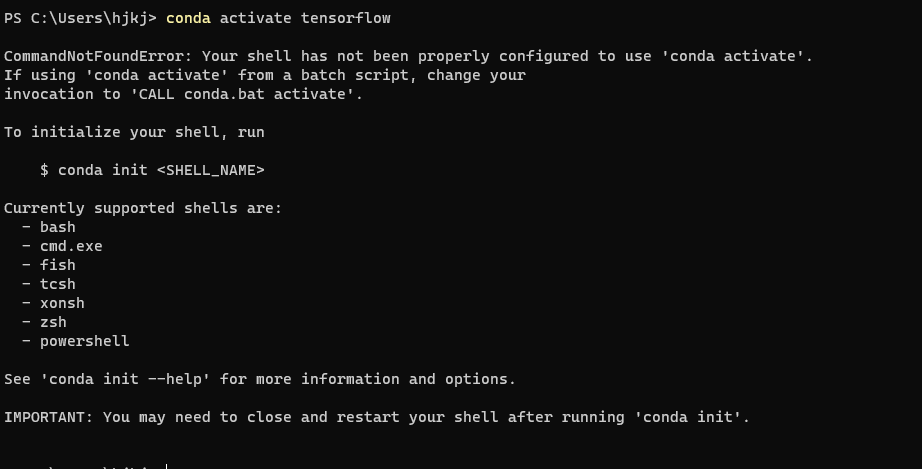 PS C:\Users\hjkj> conda activate tensorflow
CommandNotFoundError: Your shell has not been properly configured to use 'conda activate'.
If using 'conda activate' from a batch script, change your
invocation to 'CALL conda.bat activate'.
To initialize your shell, run
$ conda init <SHELL_NAME>
Currently supported shells are:
- bash
- cmd.exe
- fish
- tcsh
- xonsh
- zsh
- powershell
See 'conda init --help' for more information and options.
IMPORTANT: You may need to close and restart your shell after running 'conda init'.